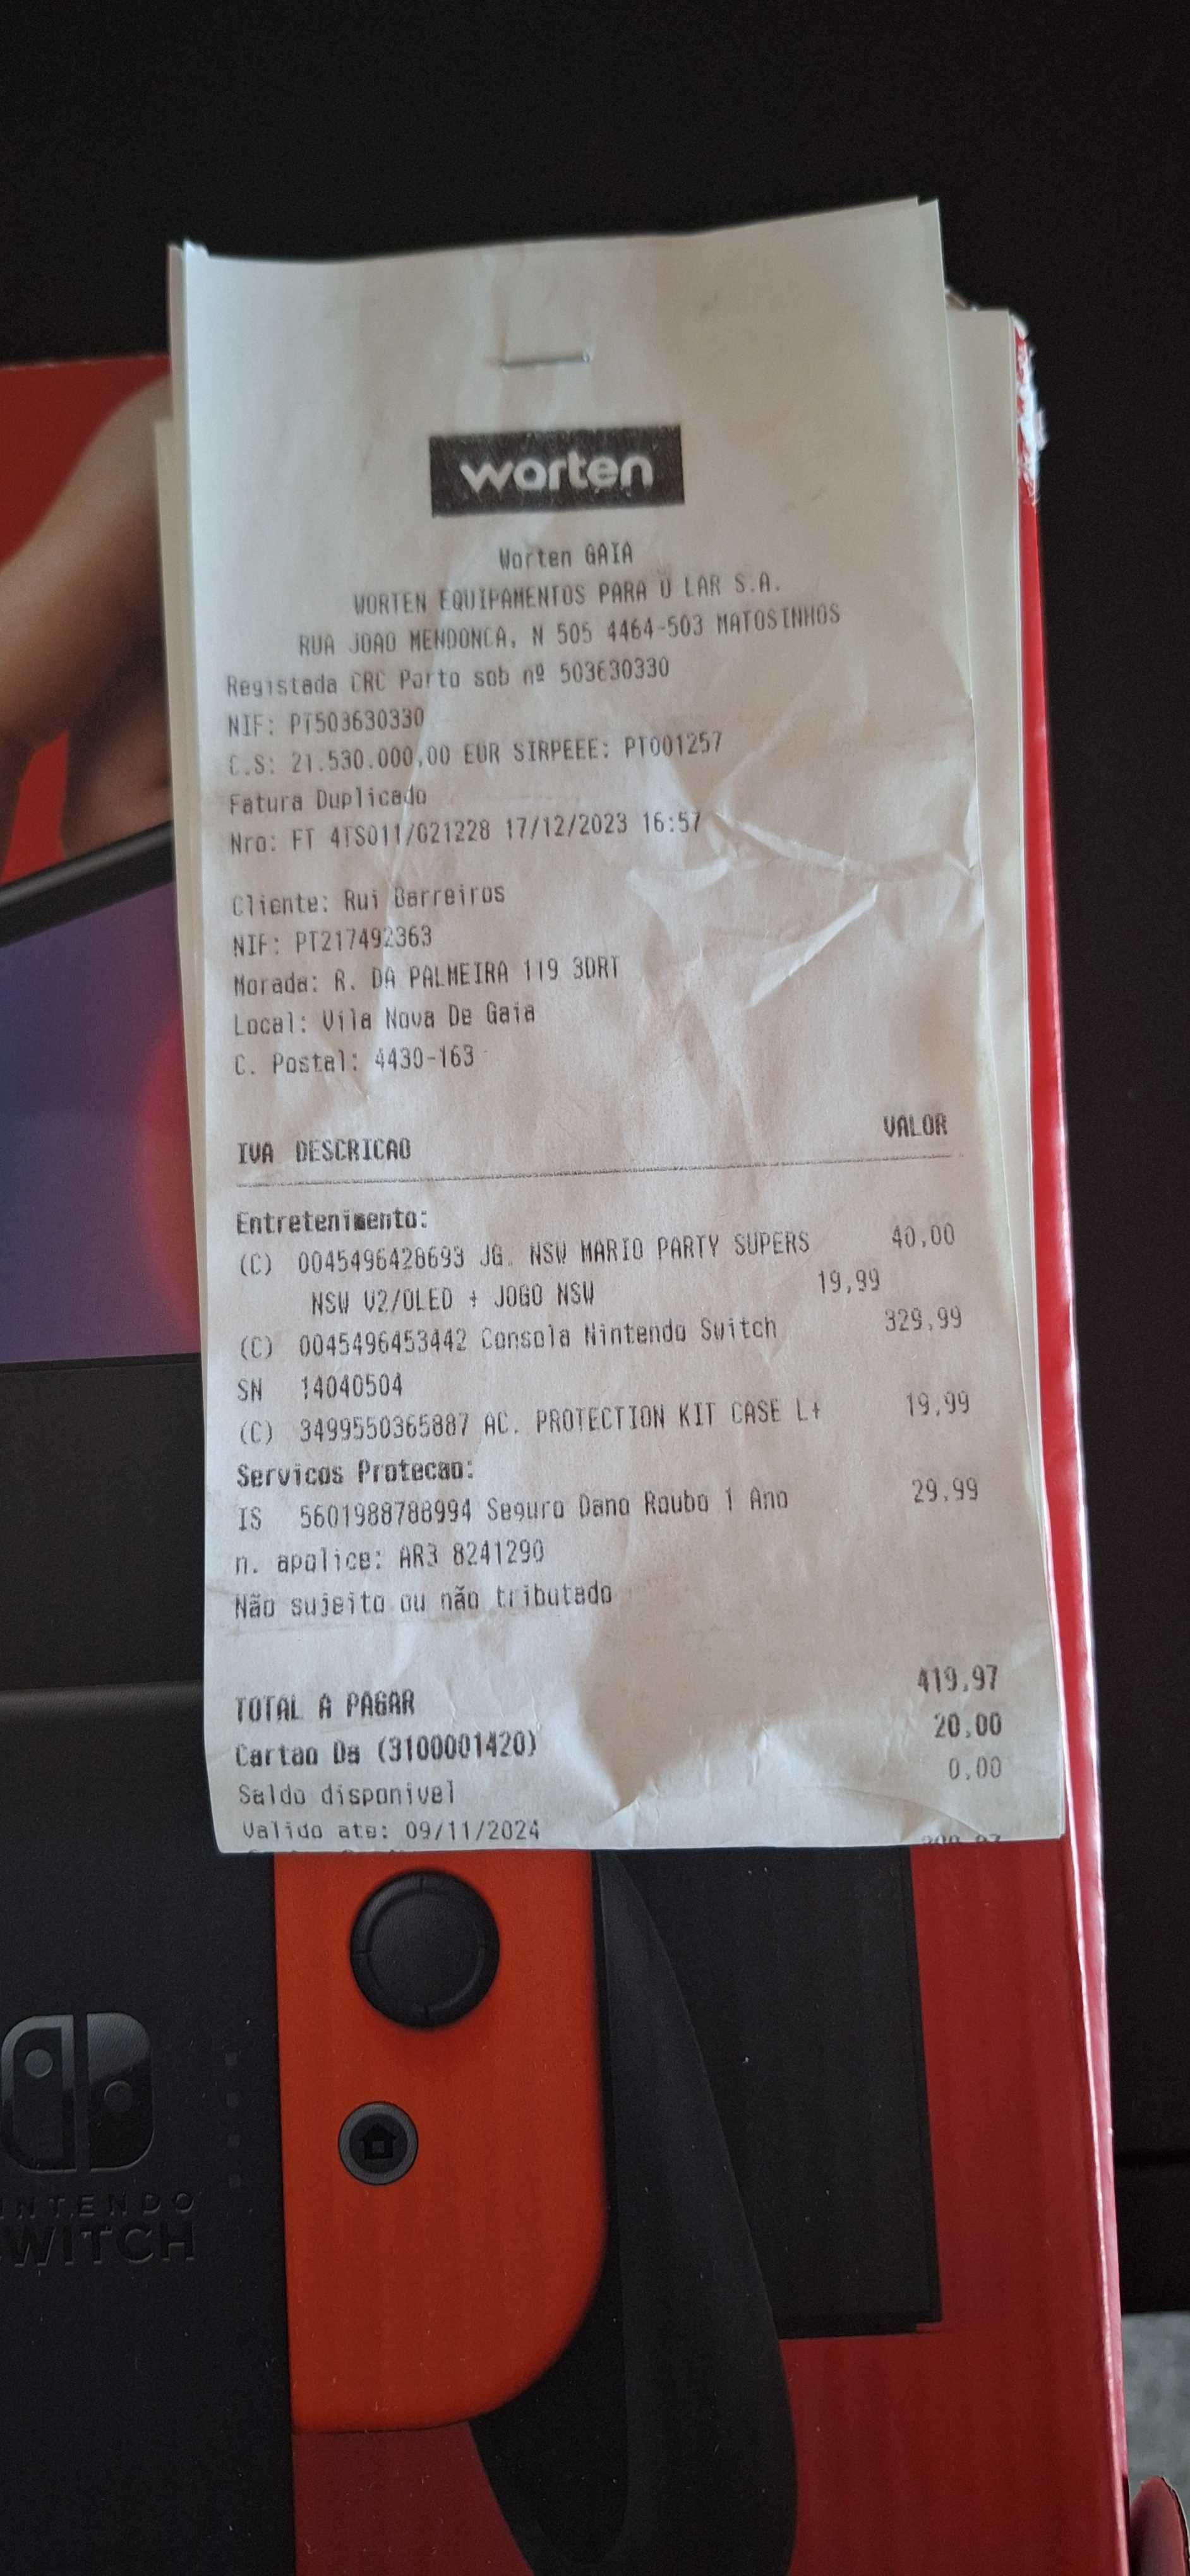 worten
Worten GAIA
WORTEN EQUIPAMENTOS PARA O LAR S.A.
RUA JOAO MENDONCA, N 505 4464-503 MATOSINHOS
Registada CRC Porto sob nº 503630330
NIF: PT503630330
C.S: 21.530.000,00 EUR SIRPEEE: PT001257
Fatura Duplicado
Nro: FT 4TS011/021228 17/12/2023 16:57
Cliente: Rui Barreiros
NIF: PT217492363
Morada: R. DA PALMEIRA 119 3DRT
Local: Vila Nova De Gaia
C. Postal: 4430-163
IVA DESCRICAO VALOR
Entretenimento:
(C) 0045496428693 JG. NSW MARIO PARTY SUPERS 40,00
NSW V2/OLED + JOGO NSW 19,99
(C) 0045496453442 Consola Nintendo Switch 329,99
SN 14040504
(C) 3499550365887 AC. PROTECTION KIT CASE L+ 19,99
Servicos Protecao:
IS 5601988788994 Seguro Dano Roubo 1 Ano 29,99
n. apolice: AR3 8241290
Não sujeito ou não tributado
TOTAL A PAGAR 419,97
Cartao Da (3100001420) 20,00
Saldo disponivel 0,00
Valido ate: 09/11/2024
NINTENDO
SWITCH